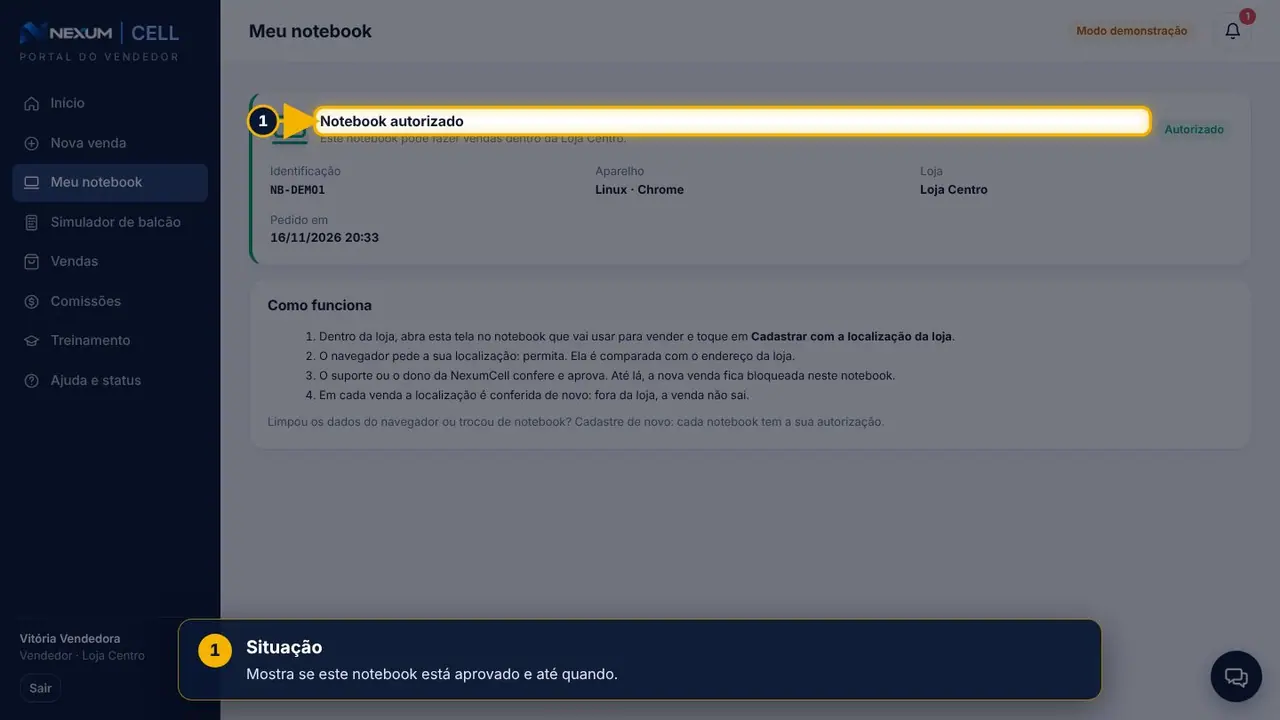 NEXUM | CELL
PORTAL DO VENDEDOR
Início
Nova venda
Meu notebook
Simulador de balcão
Vendas
Comissões
Treinamento
Ajuda e status
Vitória Vendedora
Vendedor · Loja Centro
Sair
Meu notebook
Modo demonstração
1
1
Notebook autorizado
Este notebook pode fazer vendas dentro da Loja Centro.
Autorizado
Identificação
NB-DEMO1
Aparelho
Linux · Chrome
Loja
Loja Centro
Pedido em
16/11/2026 20:33
Como funciona
1. Dentro da loja, abra esta tela no notebook que vai usar para vender e toque em Cadastrar com a localização da loja.
2. O navegador pede a sua localização: permita. Ela é comparada com o endereço da loja.
3. O suporte ou o dono da NexumCell confere e aprova. Até lá, a nova venda fica bloqueada neste notebook.
4. Em cada venda a localização é conferida de novo: fora da loja, a venda não sai.
Limpou os dados do navegador ou trocou de notebook? Cadastre de novo: cada notebook tem a sua autorização.
1
Situação
Mostra se este notebook está aprovado e até quando.